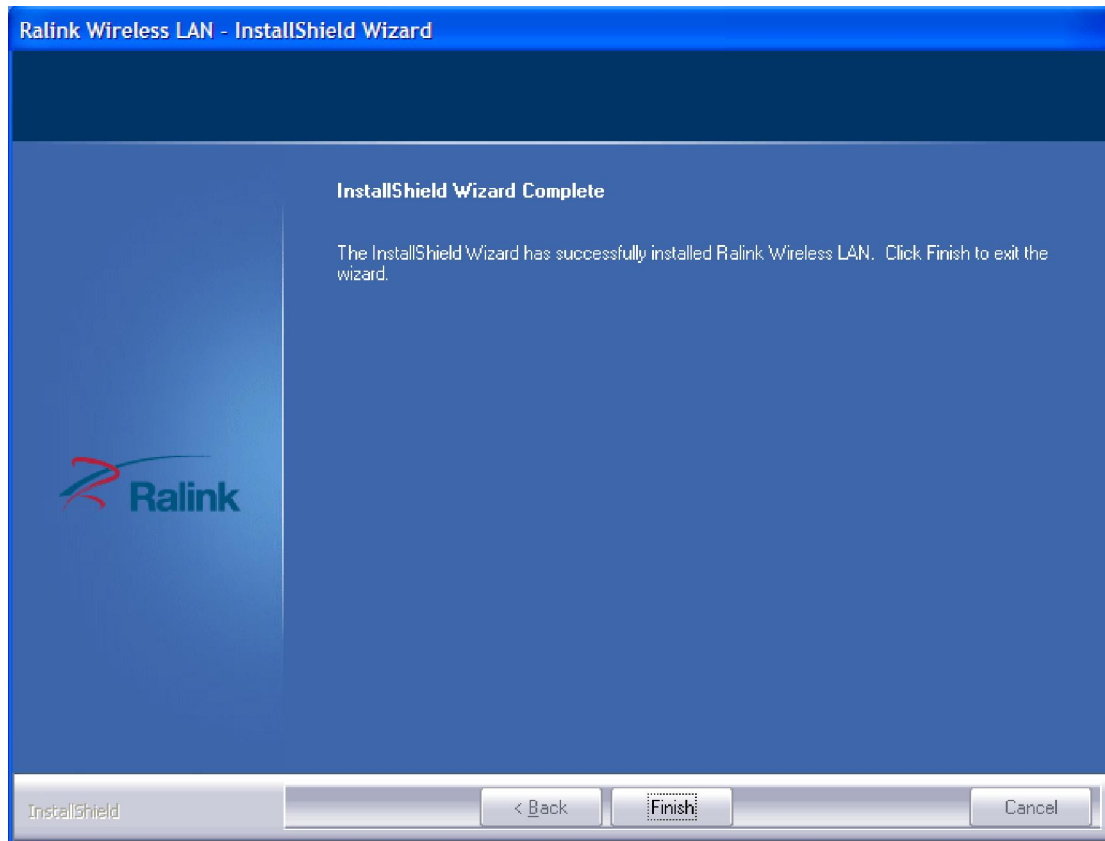 Ralink Wireless LAN - InstallShield Wizard
InstallShield Wizard Complete
The InstallShield Wizard has successfully installed Ralink Wireless LAN. Click Finish to exit the
wizard.
Ralink
InstallShield
< Back
Finish
Cancel